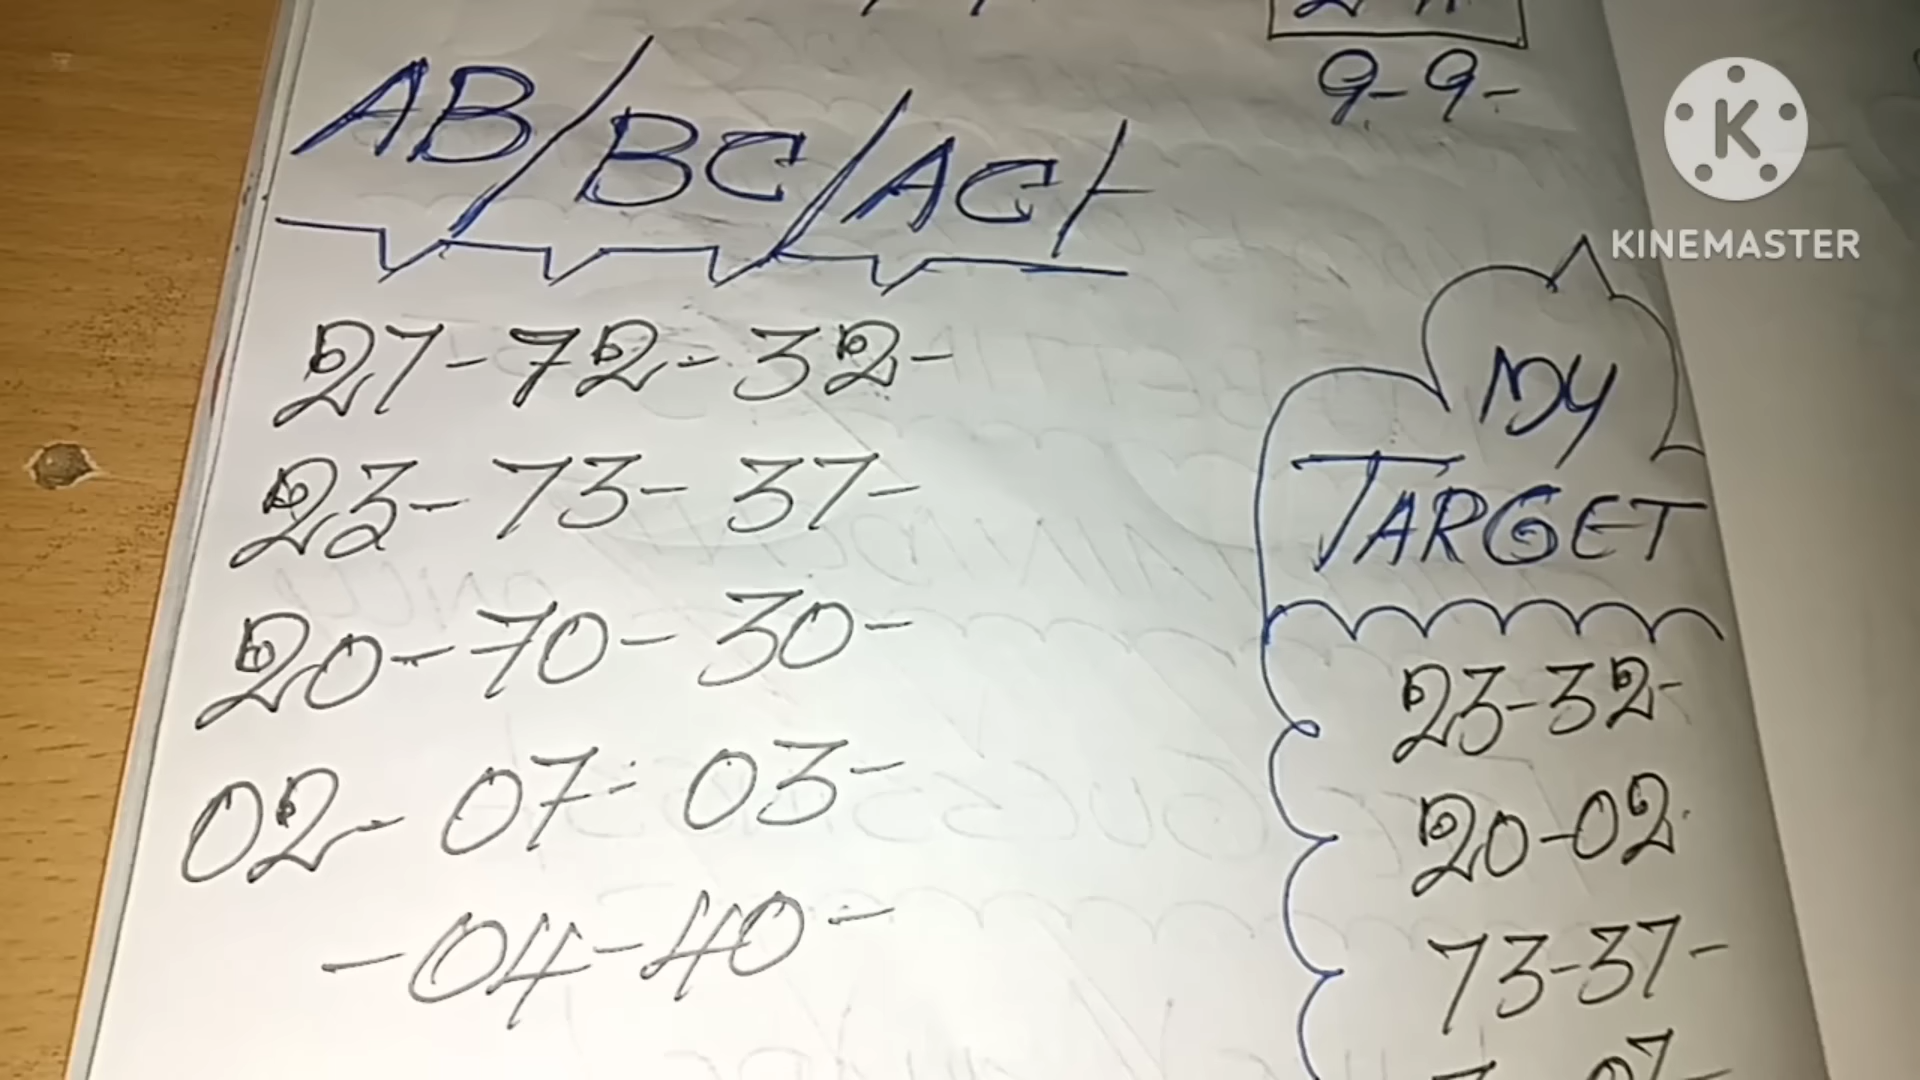 9-9-
AB/BC/AC/-
27-72-32-
23-73-37-
20-70-30-
02-07-03-
-04-40-
MY
TARGET
23-32-
20-02
73-37-
07-
K
KINEMASTER